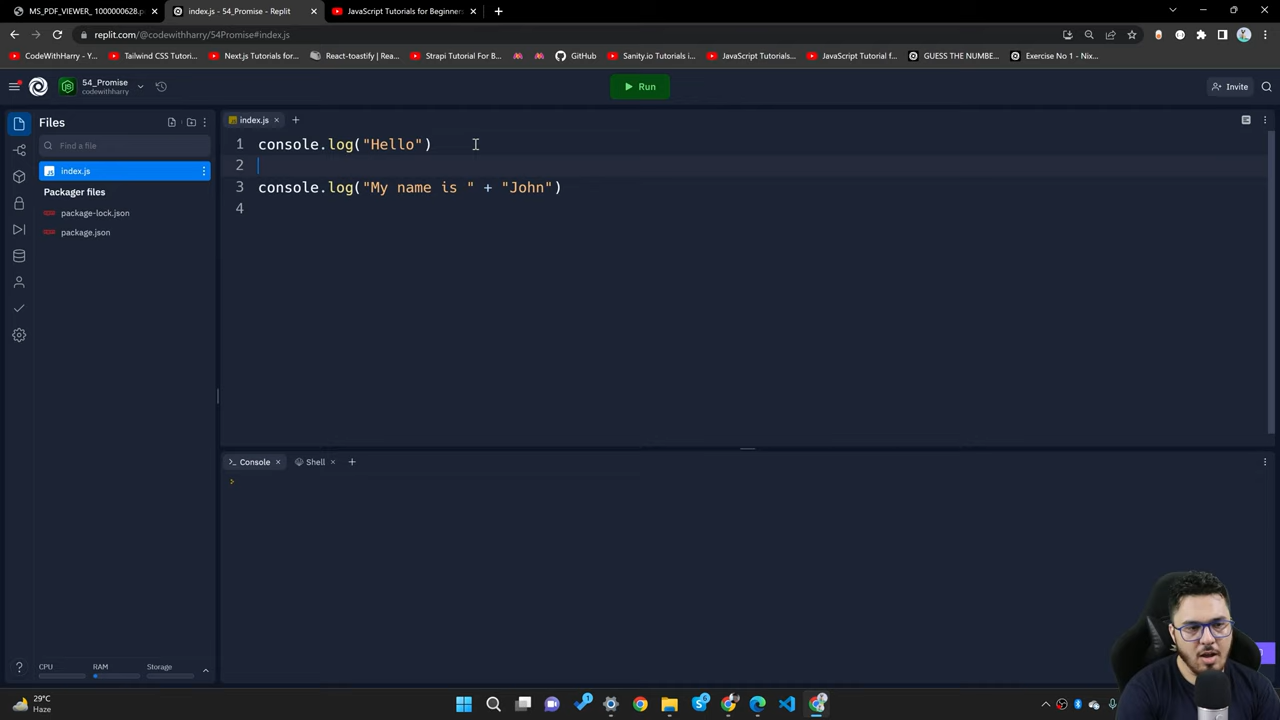 MS_PDF_VIEWER_1000000628.p
index.js - 54_Promise - Replit
JavaScript Tutorials for Beginners
replit.com/@codewithharry/54Promise#index.js
CodeWithHarry - Y...
Tailwind CSS Tutori...
Next.js Tutorials for...
React-toastify | Rea...
Strapi Tutorial For B...
GitHub
Sanity.io Tutorials i...
JavaScript Tutorials...
JavaScript Tutorial f...
GUESS THE NUMBE...
Exercise No 1 - Nix...
54_Promise
codewithharry
Run
Invite
Files
Find a file
index.js
Packager files
package-lock.json
package.json
index.js
1 console.log("Hello")
2
3 console.log("My name is " + "John")
4
Console
Shell
>
CPU
RAM
Storage
29°C
Haze